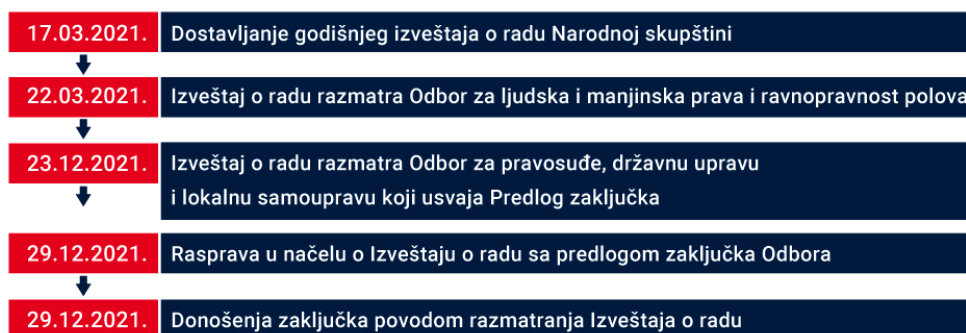 17.03.2021. Dostavljanje godišnjeg izveštaja o radu Narodnoj skupštini
22.03.2021. Izveštaj o radu razmatra Odbor za ljudska i manjinska prava i ravnopravnost polova
23.12.2021. Izveštaj o radu razmatra Odbor za pravosuđe, državnu upravu
i lokalnu samoupravu koji usvaja Predlog zaključka
29.12.2021. Rasprava u načelu o Izveštaju o radu sa predlogom zaključka Odbora
29.12.2021. Donošenja zaključka povodom razmatranja Izveštaja o radu